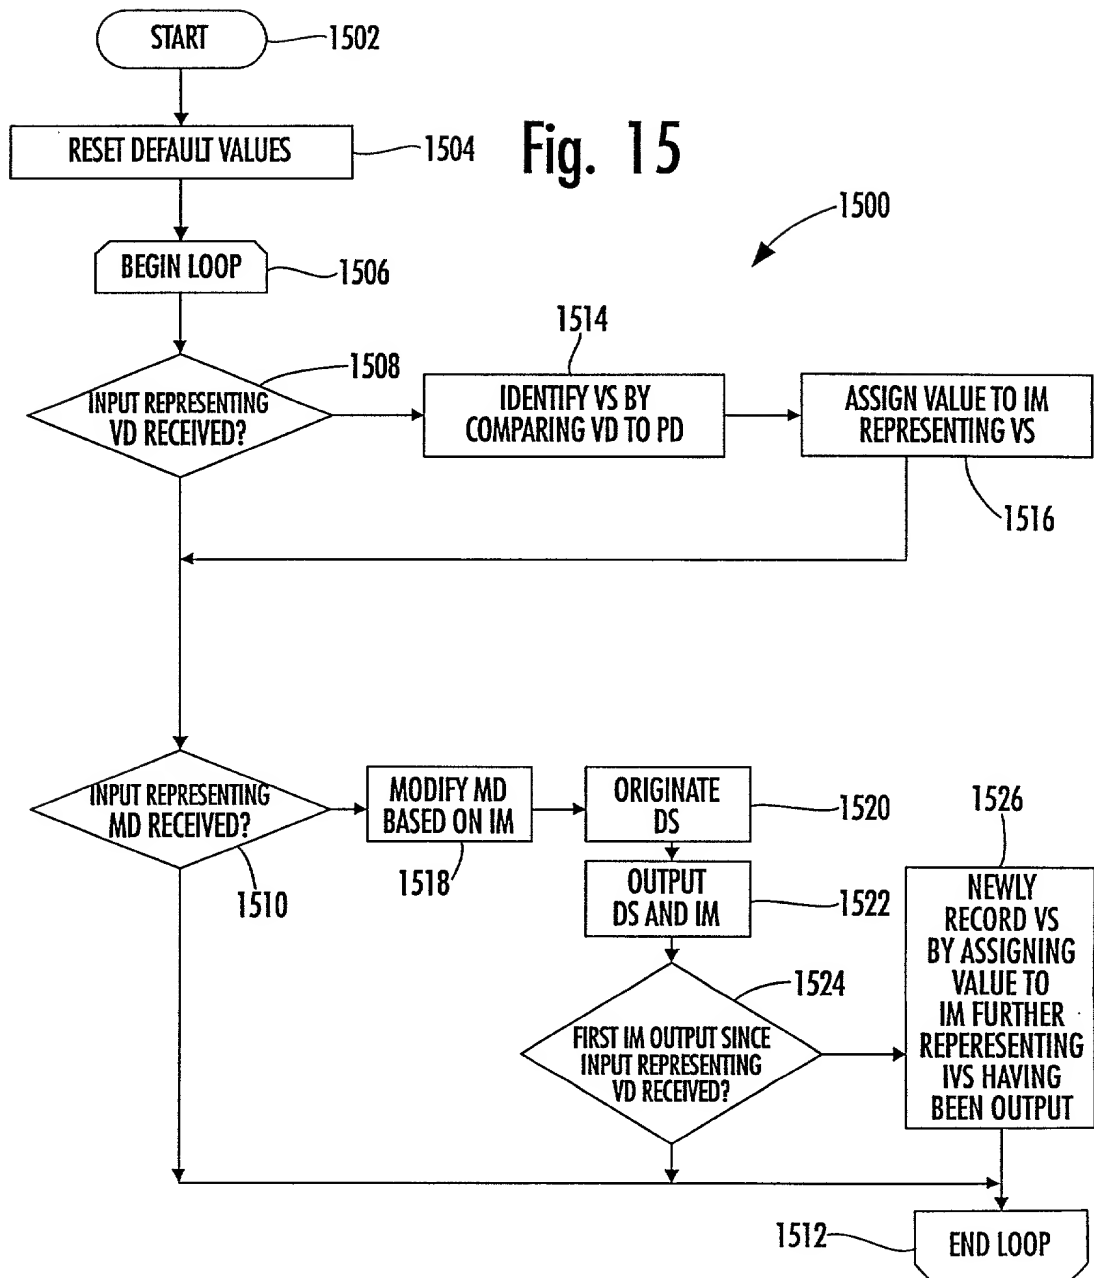 START
1502
RESET DEFAULT VALUES
1504
Fig. 15
1500
BEGIN LOOP
1506
1514
1508
INPUT REPRESENTING
VD RECEIVED?
IDENTIFY VS BY
COMPARING VD TO PD
ASSIGN VALUE TO IM
REPRESENTING VS
1516
INPUT REPRESENTING
MD RECEIVED?
1510
MODIFY MD
BASED ON IM
1518
ORIGINATE
DS
1520
OUTPUT
DS AND IM
1522
1524
FIRST IM OUTPUT SINCE
INPUT REPRESENTING
VD RECEIVED?
1526
NEWLY
RECORD VS
BY ASSIGNING
VALUE TO
IM FURTHER
REPERESENTING
IVS HAVING
BEEN OUTPUT
1512
END LOOP